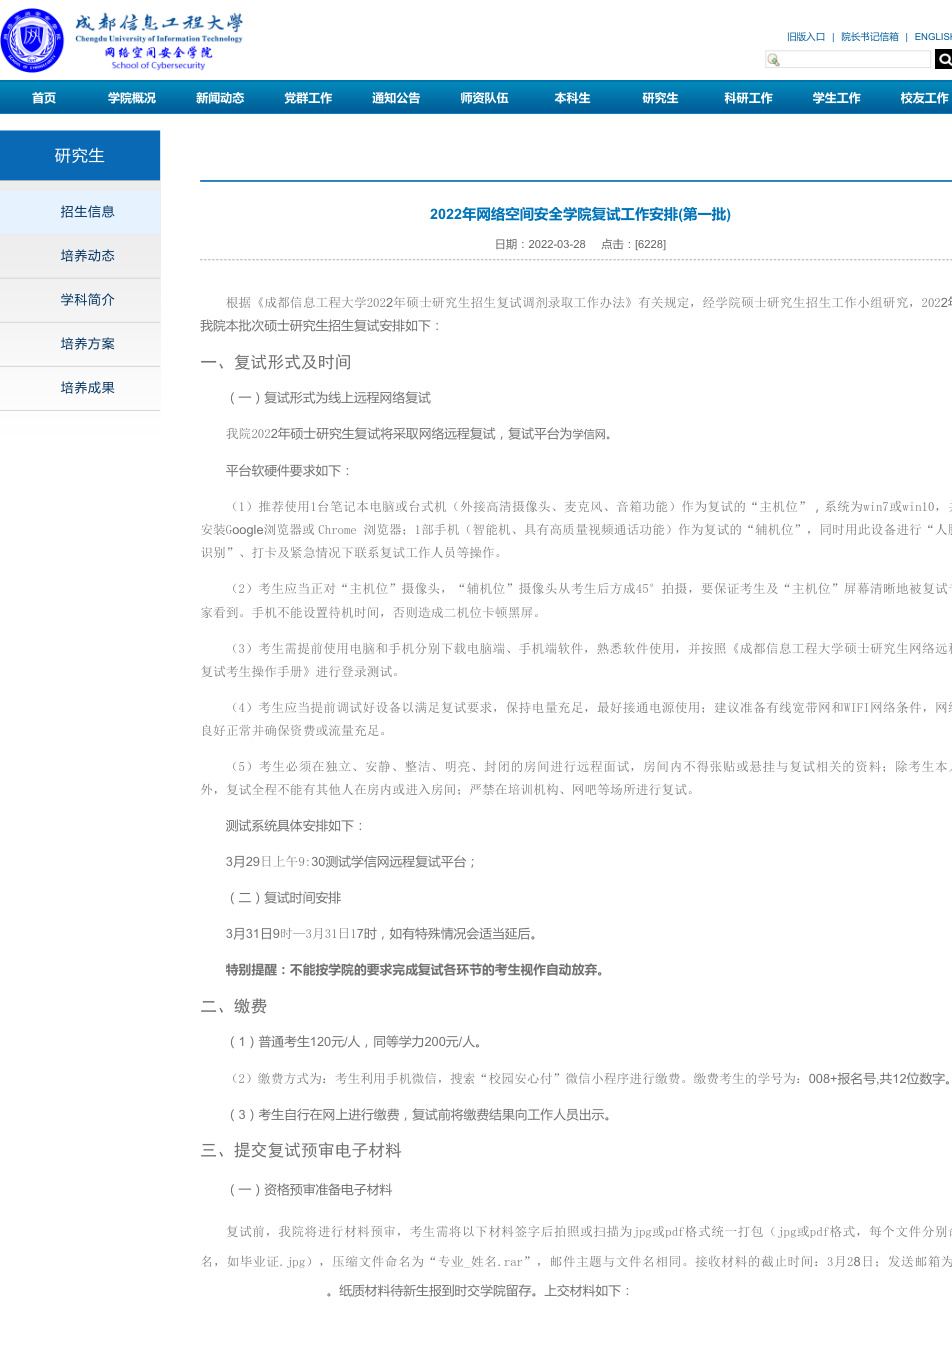 成都信息工程大學
Chengdu University of Information Technology
网络空间安全学院
School of Cybersecurity
旧版入口 | 院长书记信箱 | ENGLISH
首页 学院概况 新闻动态 党群工作 通知公告 师资队伍 本科生 研究生 科研工作 学生工作 校友工作
研究生
招生信息
培养动态
学科简介
培养方案
培养成果
2022年网络空间安全学院复试工作安排(第一批)
日期：2022-03-28 点击：[6228]
根据《成都信息工程大学2022年硕士研究生招生复试调剂录取工作办法》有关规定，经学院硕士研究生招生工作小组研究，2022年
我院本批次硕士研究生招生复试安排如下：
一、复试形式及时间
（一）复试形式为线上远程网络复试
我院2022年硕士研究生复试将采取网络远程复试，复试平台为学信网。
平台软硬件要求如下：
（1）推荐使用1台笔记本电脑或台式机（外接高清摄像头、麦克风、音箱功能）作为复试的“主机位”，系统为win7或win10，
安装Google浏览器或 Chrome 浏览器；1部手机（智能机、具有高质量视频通话功能）作为复试的“辅机位”，同时用此设备进行“人脸
识别”、打卡及紧急情况下联系复试工作人员等操作。
（2）考生应当正对“主机位”摄像头，“辅机位”摄像头从考生后方成45°拍摄，要保证考生及“主机位”屏幕清晰地被复试
家看到。手机不能设置待机时间，否则造成二机位卡顿黑屏。
（3）考生需提前使用电脑和手机分别下载电脑端、手机端软件，熟悉软件使用，并按照《成都信息工程大学硕士研究生网络远程
复试考生操作手册》进行登录测试。
（4）考生应当提前调试好设备以满足复试要求，保持电量充足，最好接通电源使用；建议准备有线宽带网和WIFI网络条件，网络
良好正常并确保资费或流量充足。
（5）考生必须在独立、安静、整洁、明亮、封闭的房间进行远程面试，房间内不得张贴或悬挂与复试相关的资料；除考生本人
外，复试全程不能有其他人在房内或进入房间；严禁在培训机构、网吧等场所进行复试。
测试系统具体安排如下：
3月29日上午9:30测试学信网远程复试平台；
（二）复试时间安排
3月31日9时—3月31日17时，如有特殊情况会适当延后。
特别提醒：不能按学院的要求完成复试各环节的考生视作自动放弃。
二、缴费
（1）普通考生120元/人，同等学力200元/人。
（2）缴费方式为：考生利用手机微信，搜索“校园安心付”微信小程序进行缴费。缴费考生的学号为：008+报名号,共12位数字。
（3）考生自行在网上进行缴费，复试前将缴费结果向工作人员出示。
三、提交复试预审电子材料
（一）资格预审准备电子材料
复试前，我院将进行材料预审，考生需将以下材料签字后拍照或扫描为jpg或pdf格式统一打包（jpg或pdf格式，每个文件分别命
名，如毕业证.jpg），压缩文件命名为“专业_姓名.rar”，邮件主题与文件名相同。接收材料的截止时间：3月28日；发送邮箱为
。纸质材料待新生报到时交学院留存。上交材料如下：